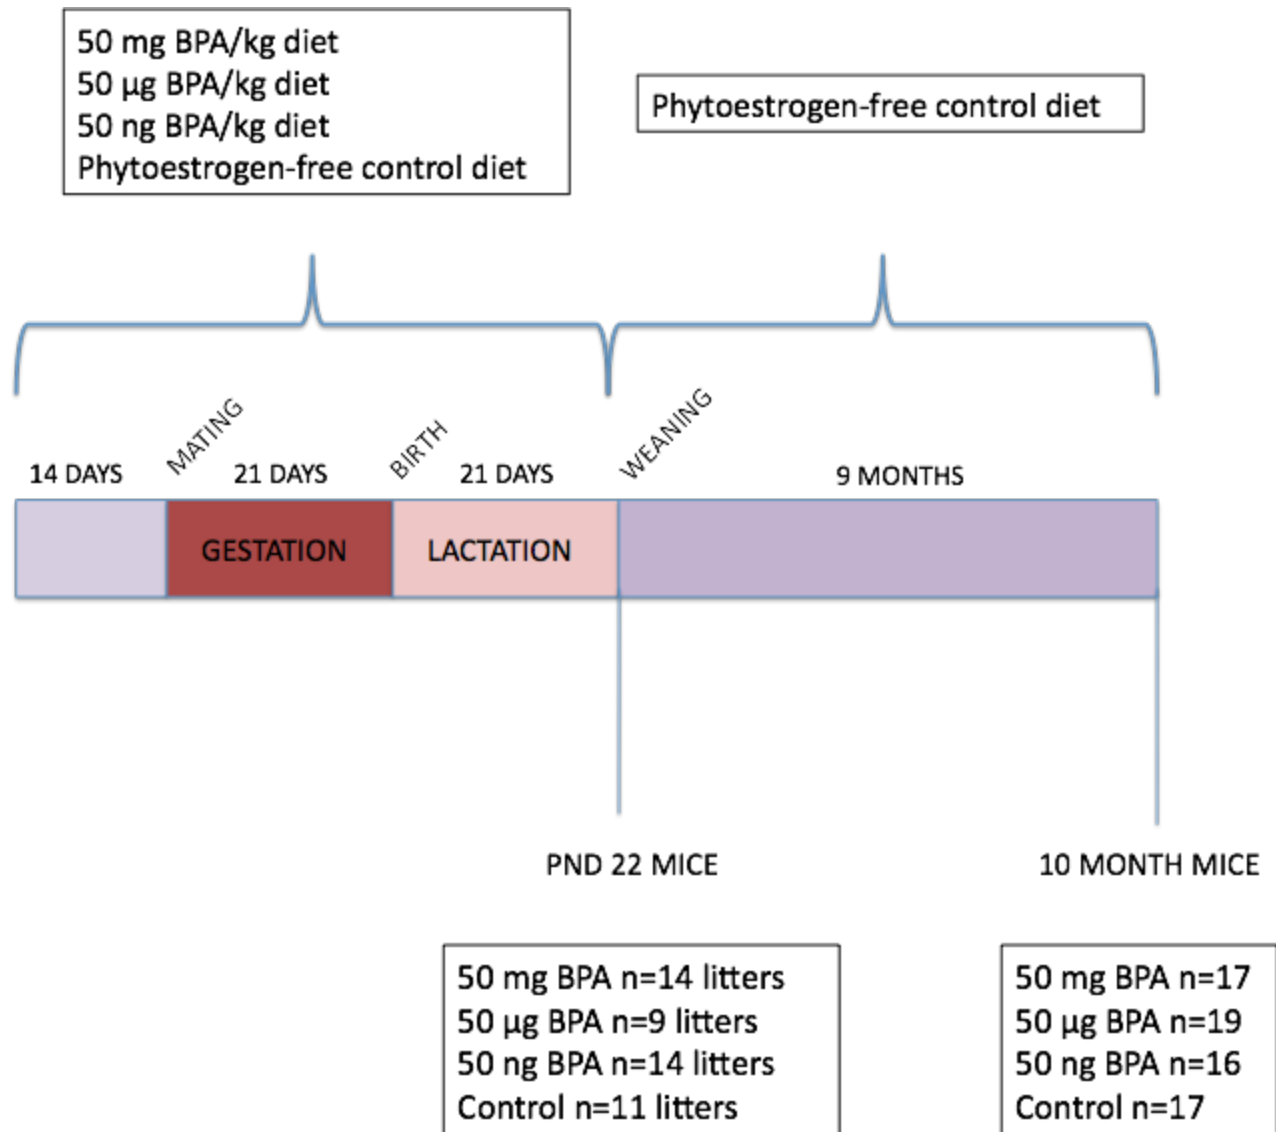 50 mg BPA/kg diet
50 µg BPA/kg diet
50 ng BPA/kg diet
Phytoestrogen-free control diet
Phytoestrogen-free control diet
MATING
BIRTH
WEANING
14 DAYS
21 DAYS
21 DAYS
9 MONTHS
GESTATION
LACTATION
PND 22 MICE
10 MONTH MICE
50 mg BPA n=14 litters
50 µg BPA n=9 litters
50 ng BPA n=14 litters
Control n=11 litters
50 mg BPA n=17
50 µg BPA n=19
50 ng BPA n=16
Control n=17